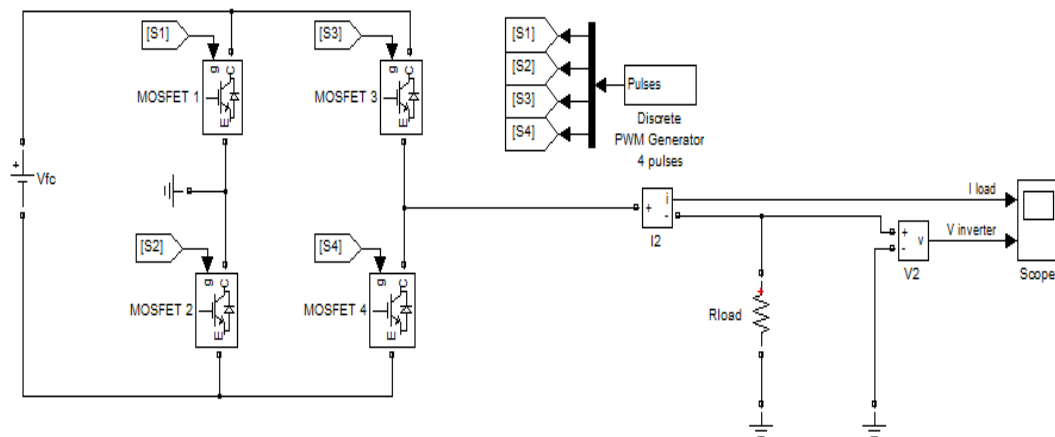 [S1]
g
C
E
MOSFET 1
[S3]
g
C
E
MOSFET 3
[S1]
[S2]
[S3]
[S4]
Pulses
Discrete
PWM Generator
4 pulses
+
Vfc
[S2]
g
C
E
MOSFET 2
[S4]
g
C
E
MOSFET 4
+
i
-
I2
I load
+
-
v
V2
V inverter
Scope
+
Rload